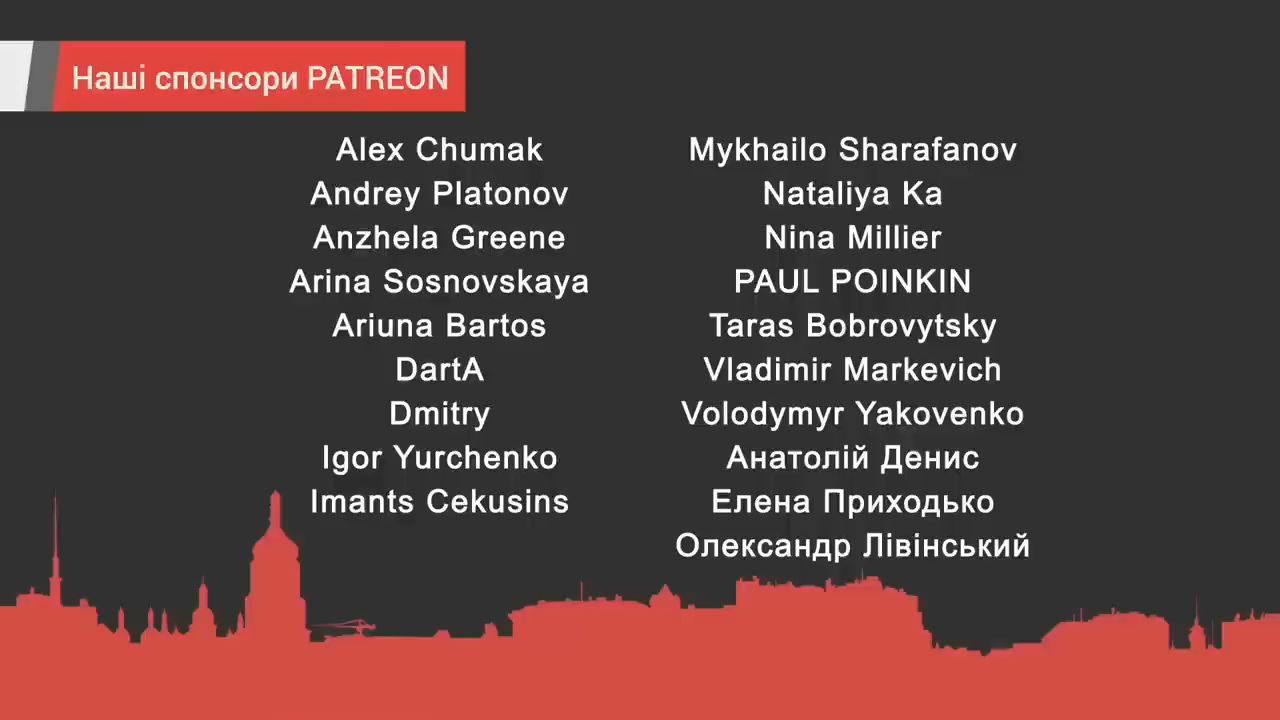 Наші спонсори PATREON
Alex Chumak
Andrey Platonov
Anzhela Greene
Arina Sosnovskaya
Ariuna Bartos
DartA
Dmitry
Igor Yurchenko
Imants Cekusins
Mykhailo Sharafanov
Nataliya Ka
Nina Millier
PAUL POINKIN
Taras Bobrovytsky
Vladimir Markevich
Volodymyr Yakovenko
Анатолій Денис
Елена Приходько
Олександр Лівінський